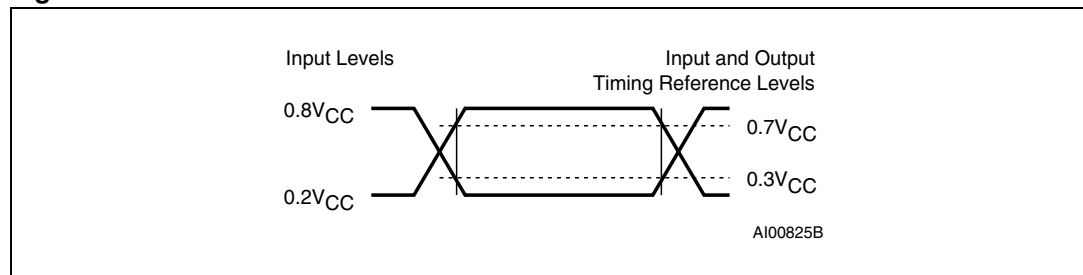 Input Levels
Input and Output
Timing Reference Levels
0.8VCC
0.7VCC
0.3VCC
0.2VCC
AI00825B